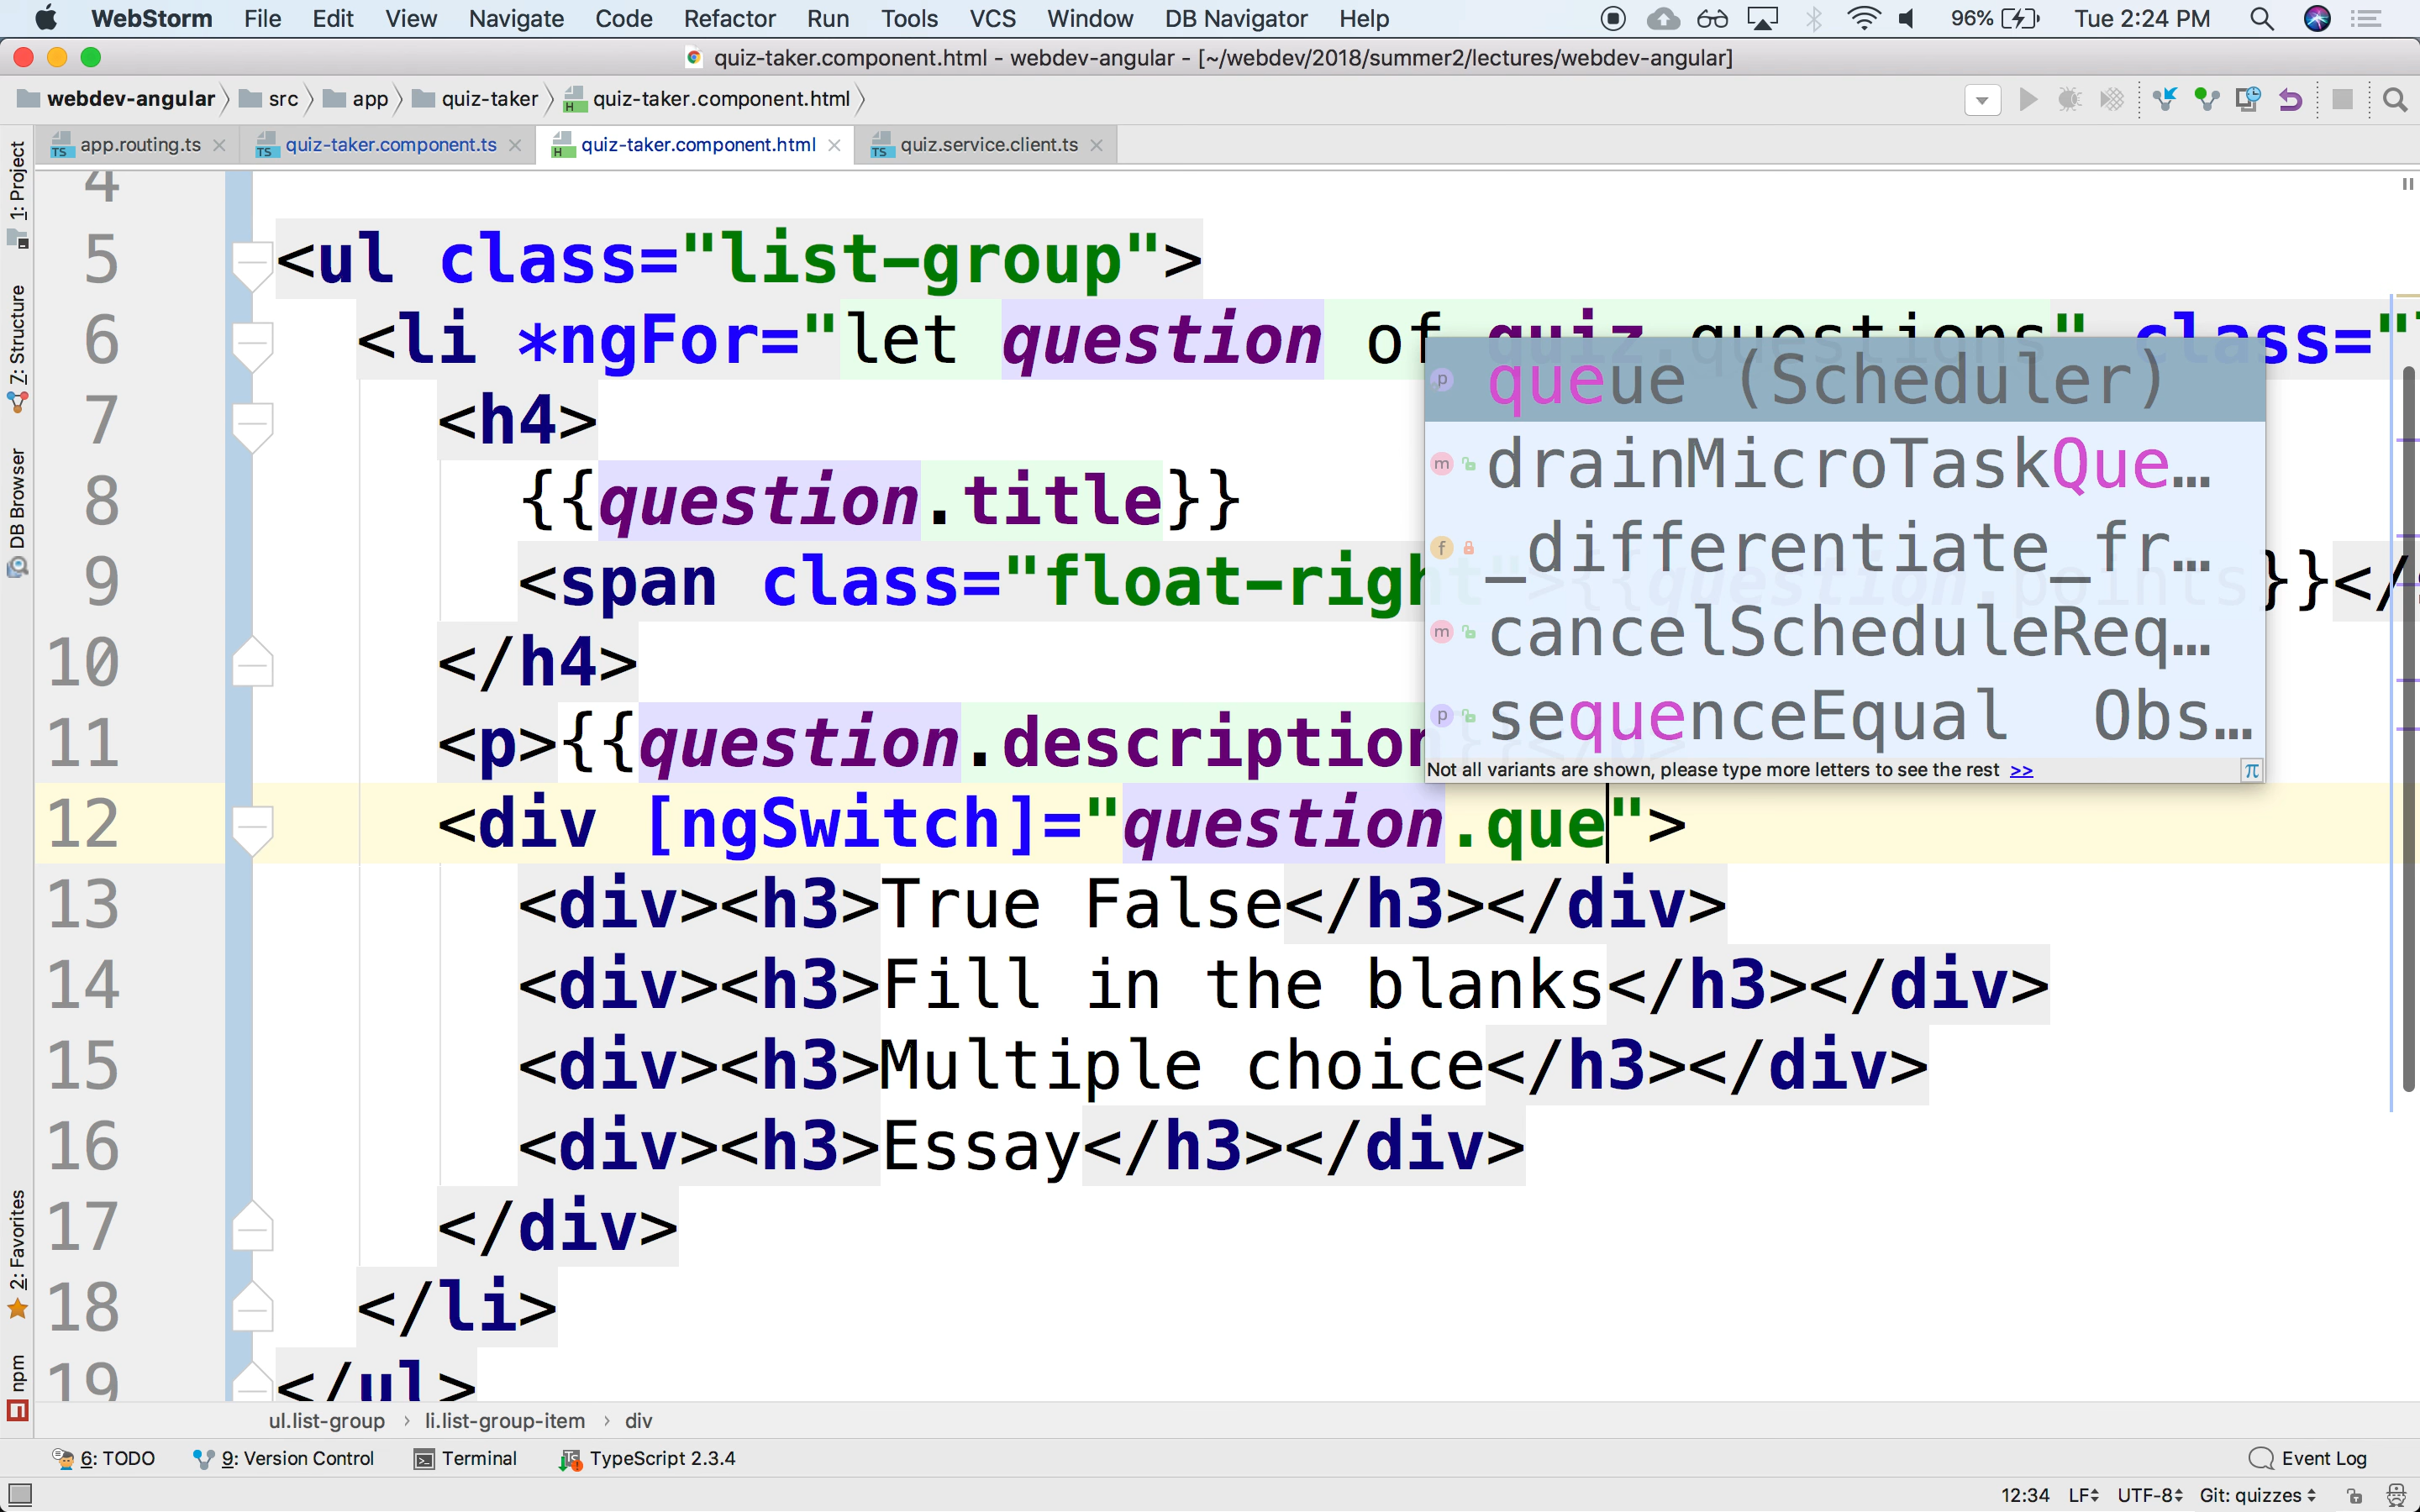 WebStorm File Edit View Navigate Code Refactor Run Tools VCS Window DB Navigator Help 96% Tue 2:24 PM
quiz-taker.component.html - webdev-angular - [~/webdev/2018/summer2/lectures/webdev-angular]
webdev-angular src app quiz-taker quiz-taker.component.html
app.routing.ts quiz-taker.component.ts quiz-taker.component.html quiz.service.client.ts
1: Project
7: Structure
DB Browser
2: Favorites
npm
4
5 <ul class="list-group">
6 <li *ngFor="let question of quiz.questions" class="
7 <h4>
8 {{question.title}}
9 <span class="float-right">{{question.points}}</
10 </h4>
11 <p>{{question.description}}</p>
12 <div [ngSwitch]="question.que">
13 <div><h3>True False</h3></div>
14 <div><h3>Fill in the blanks</h3></div>
15 <div><h3>Multiple choice</h3></div>
16 <div><h3>Essay</h3></div>
17 </div>
18 </li>
19 </ul>
queue (Scheduler)
drainMicroTaskQue…
_differentiate_fr…
cancelScheduleReq…
sequenceEqual Obs…
Not all variants are shown, please type more letters to see the rest >> π
ul.list-group › li.list-group-item › div
6: TODO 9: Version Control Terminal TypeScript 2.3.4 Event Log
12:34 LF UTF-8 Git: quizzes